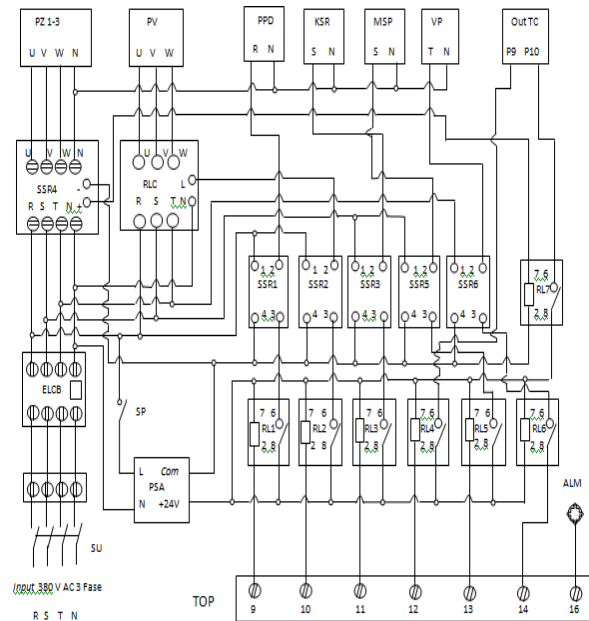 PZ 1-3 PV PPD KSR MSP VP Out TC
U V W N U V W R N S N S N T N P9 P10
U V W N U V W
SSR4 - RLC L
R S T N + R S T N
1 2 1 2 1 2 1 2 1 2 7 6
SSR1 SSR2 SSR3 SSR5 SSR6 RL7
4 3 4 3 4 3 4 3 4 3 2 8
ELCB
SP
7 6 7 6 7 6 7 6 7 6 7 6
RL1 RL2 RL3 RL4 RL5 RL6
2 8 2 8 2 8 2 8 2 8 2 8
L Com
PSA
N +24V
ALM
SU
Input 380 V AC 3 Fase
R S T N
TOP
9 10 11 12 13 14 16